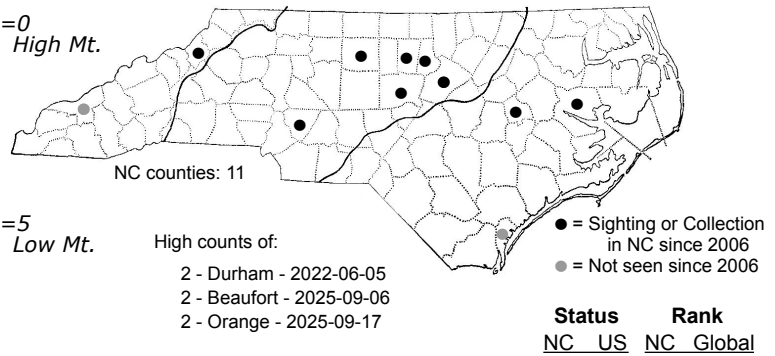 =0
High Mt.
NC counties: 11
=5
Low Mt.
High counts of:
2 - Durham - 2022-06-05
2 - Beaufort - 2025-09-06
2 - Orange - 2025-09-17
= Sighting or Collection
in NC since 2006
= Not seen since 2006
Status Rank
NC US NC Global